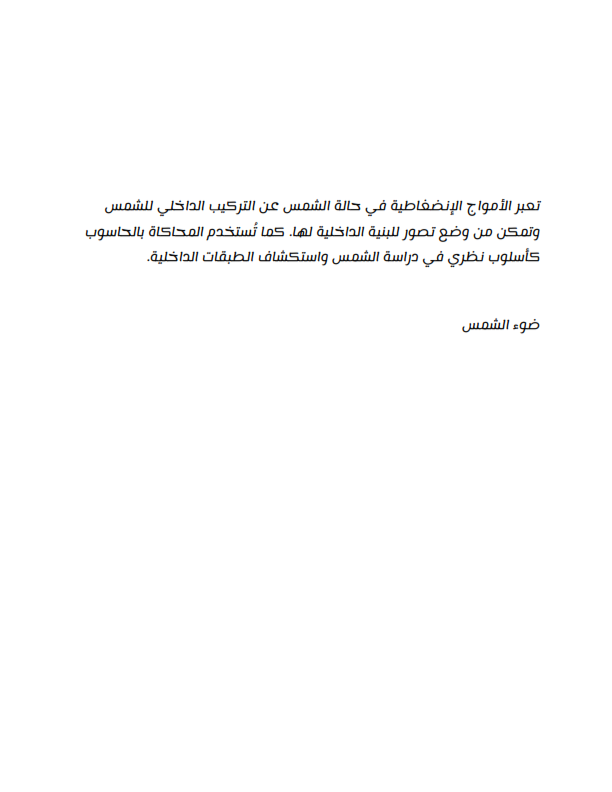 تعبر الأمواج الإنضغاطية في حالة الشمس عن التركيب الداخلي للشمس
وتمكن من وضع تصور للبنية الداخلية لها. كما تُستخدم المحاكاة بالحاسوب
كأسلوب نظري في دراسة الشمس واستكشاف الطبقات الداخلية.
ضوء الشمس